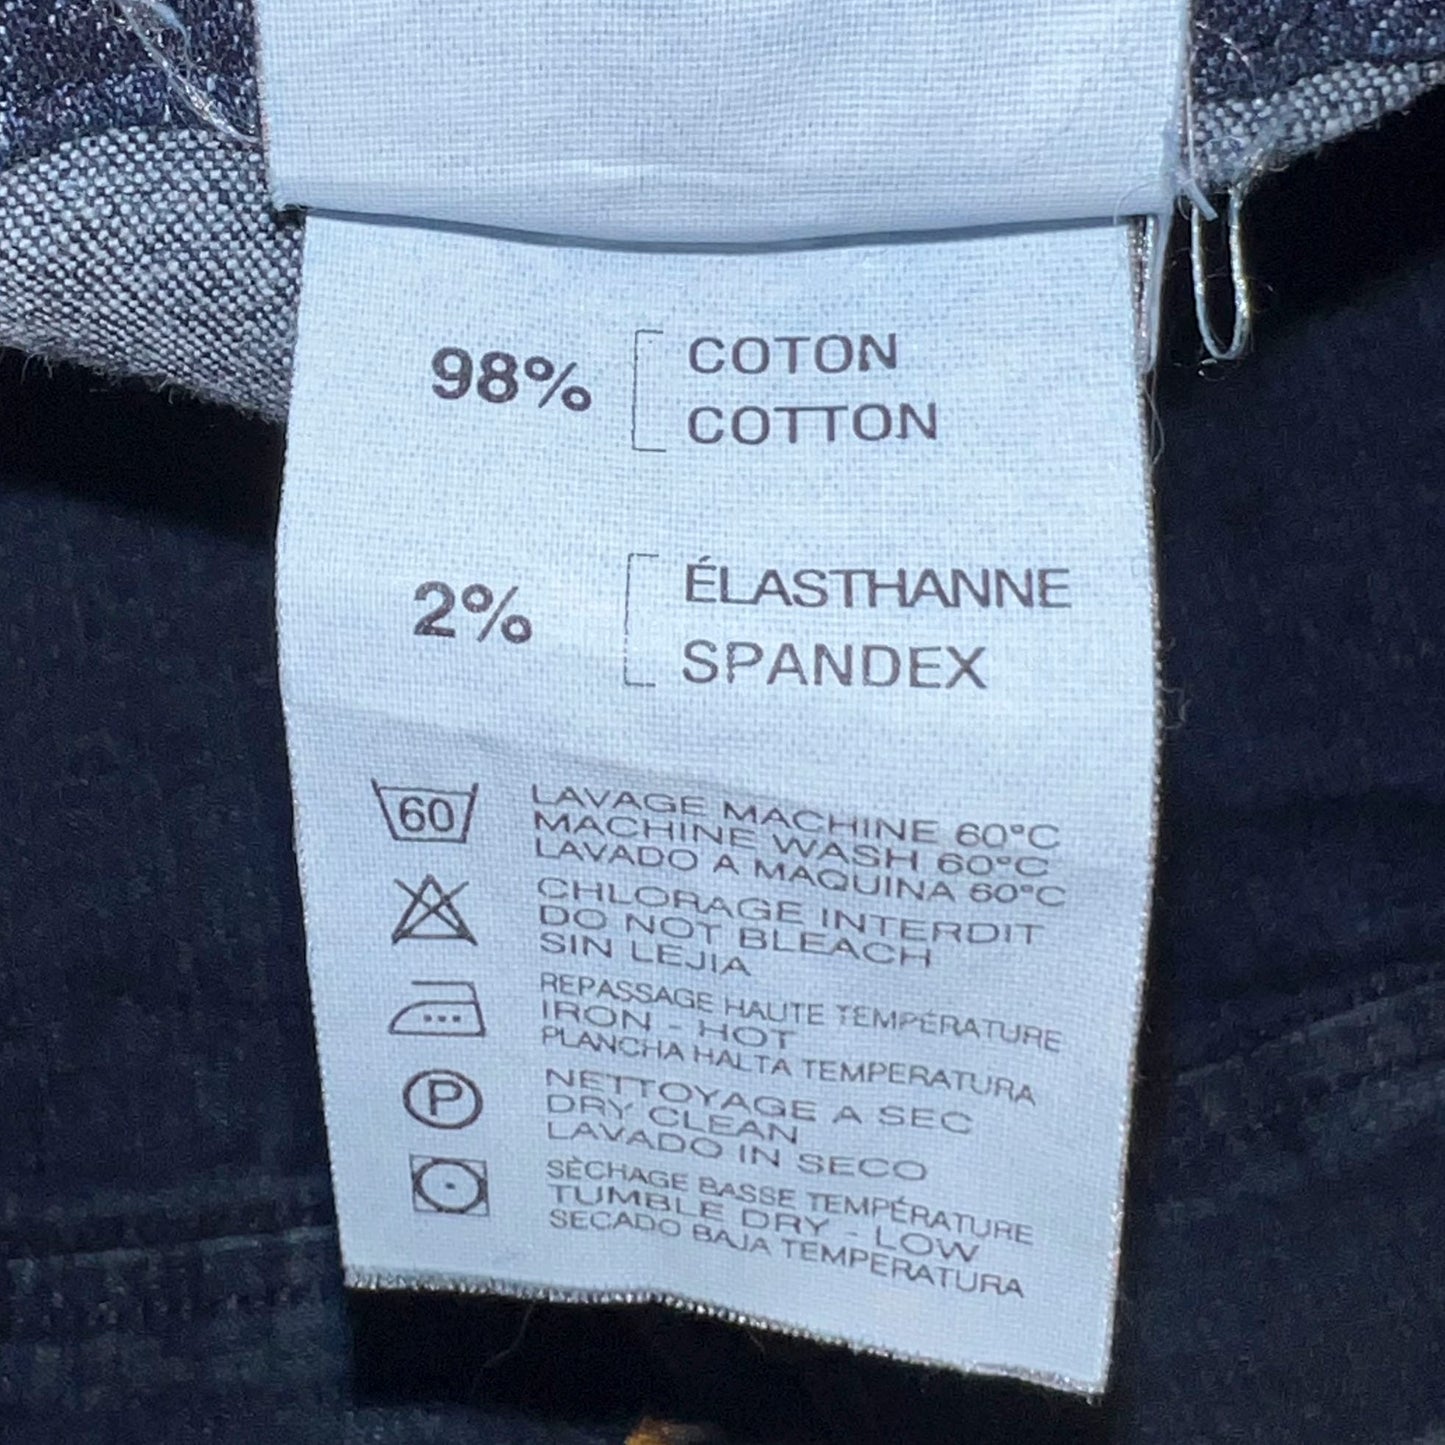 98% COTON
COTTON
2% ÉLASTHANNE
SPANDEX
60 LAVAGE MACHINE 60°C
MACHINE WASH 60°C
LAVADO A MAQUINA 60°C
CHLORAGE INTERDIT
DO NOT BLEACH
SIN LEJIA
REPASSAGE HAUTE TEMPÉRATURE
IRON - HOT
PLANCHA HALTA TEMPERATURA
P NETTOYAGE A SEC
DRY CLEAN
LAVADO IN SECO
SÈCHAGE BASSE TEMPÉRATURE
TUMBLE DRY - LOW
SECADO BAJA TEMPERATURA